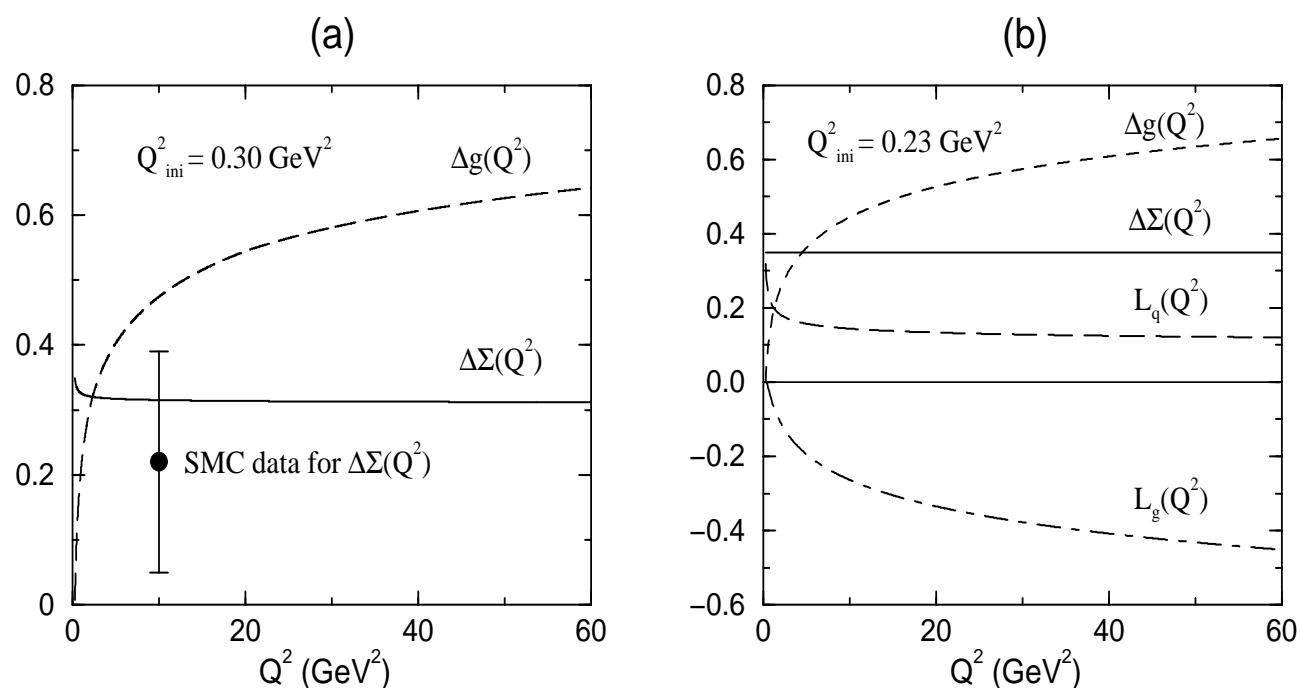 (a)
0.8
0.6
0.4
0.2
0
0
20
40
60
Q² (GeV²)
Q²ᵢₙᵢ = 0.30 GeV²
Δg(Q²)
ΔΣ(Q²)
SMC data for ΔΣ(Q²)
(b)
0.8
0.6
0.4
0.2
0.0
−0.2
−0.4
−0.6
0
20
40
60
Q² (GeV²)
Q²ᵢₙᵢ = 0.23 GeV²
Δg(Q²)
ΔΣ(Q²)
L_q(Q²)
L_g(Q²)